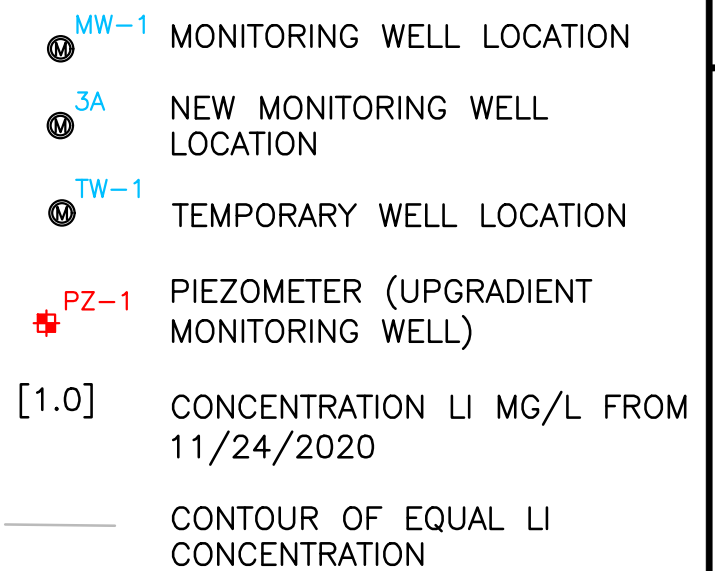 MW-1 MONITORING WELL LOCATION
3A NEW MONITORING WELL
LOCATION
TW-1 TEMPORARY WELL LOCATION
PZ-1 PIEZOMETER (UPGRADIENT
MONITORING WELL)
[1.0] CONCENTRATION LI MG/L FROM
11/24/2020
CONTOUR OF EQUAL LI
CONCENTRATION